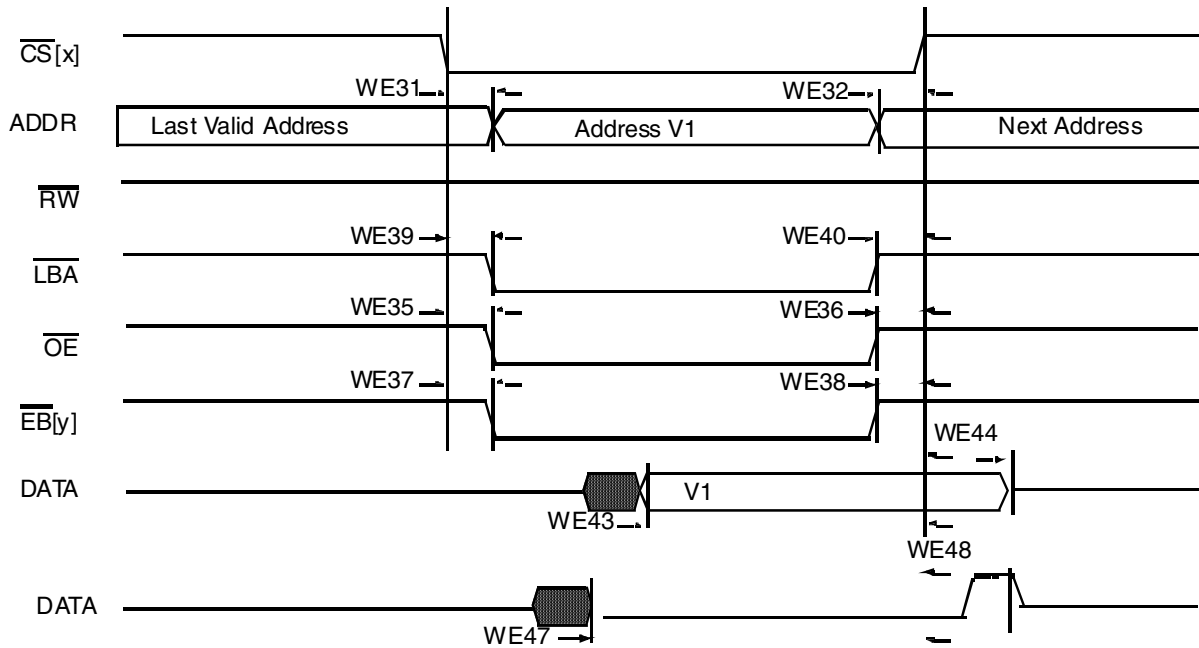 CS[x]
WE31
WE32
ADDR
Last Valid Address
Address V1
Next Address
RW
WE39
WE40
LBA
WE35
WE36
OE
WE37
WE38
EB[y]
WE44
DATA
V1
WE43
WE48
DATA
WE47